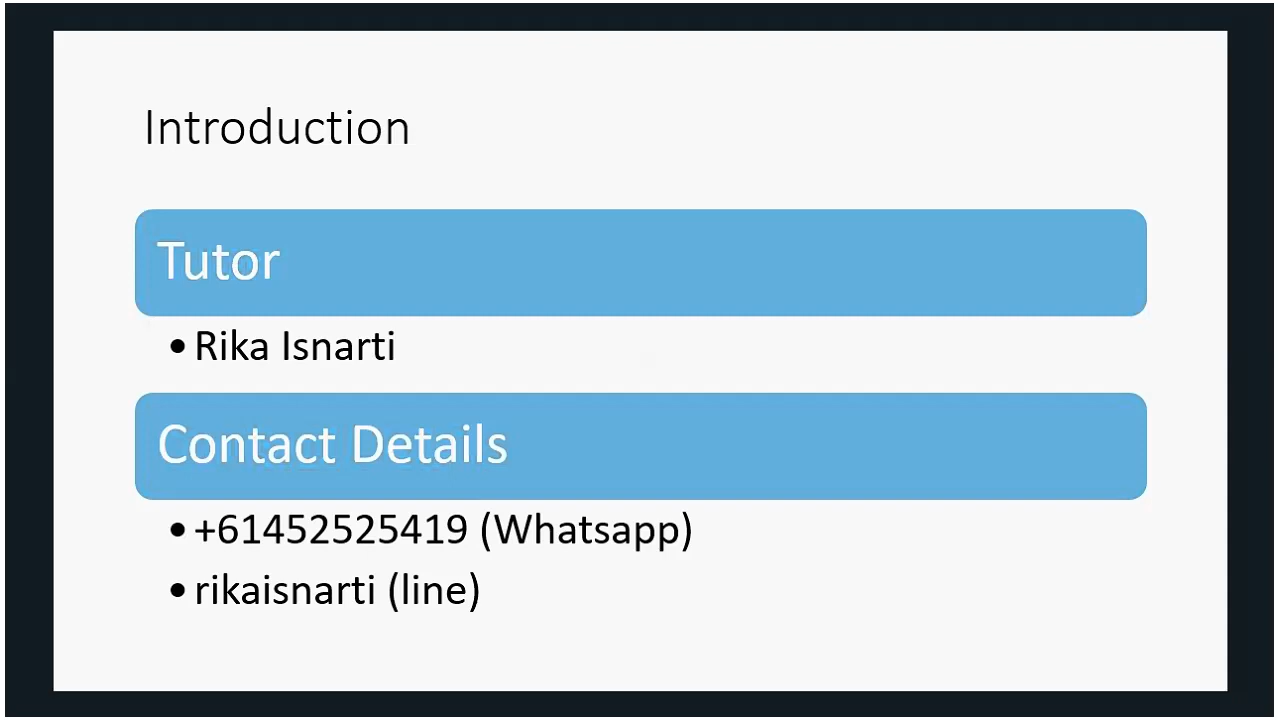 Introduction
Tutor
• Rika Isnarti
Contact Details
• +61452525419 (Whatsapp)
• rikaisnarti (line)